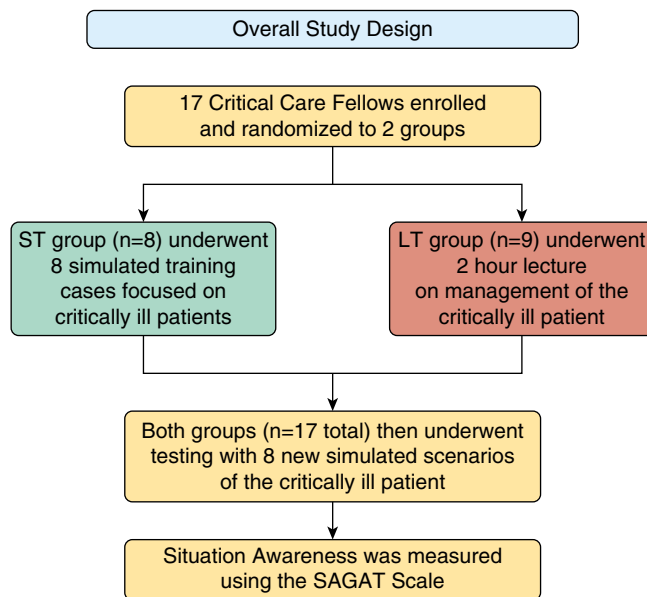 Overall Study Design
17 Critical Care Fellows enrolled
and randomized to 2 groups
ST group (n=8) underwent
8 simulated training
cases focused on
critically ill patients
LT group (n=9) underwent
2 hour lecture
on management of the
critically ill patient
Both groups (n=17 total) then underwent
testing with 8 new simulated scenarios
of the critically ill patient
Situation Awareness was measured
using the SAGAT Scale